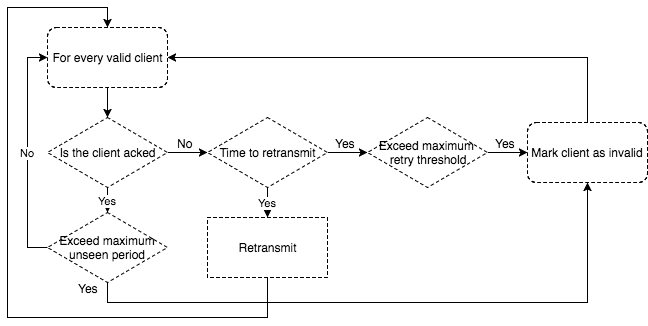 For every valid client
Is the client acked
No
Time to retransmit
Yes
Exceed maximum
retry threshold
Yes
Mark client as invalid
No
Yes
Yes
Exceed maximum
unseen period
Retransmit
Yes